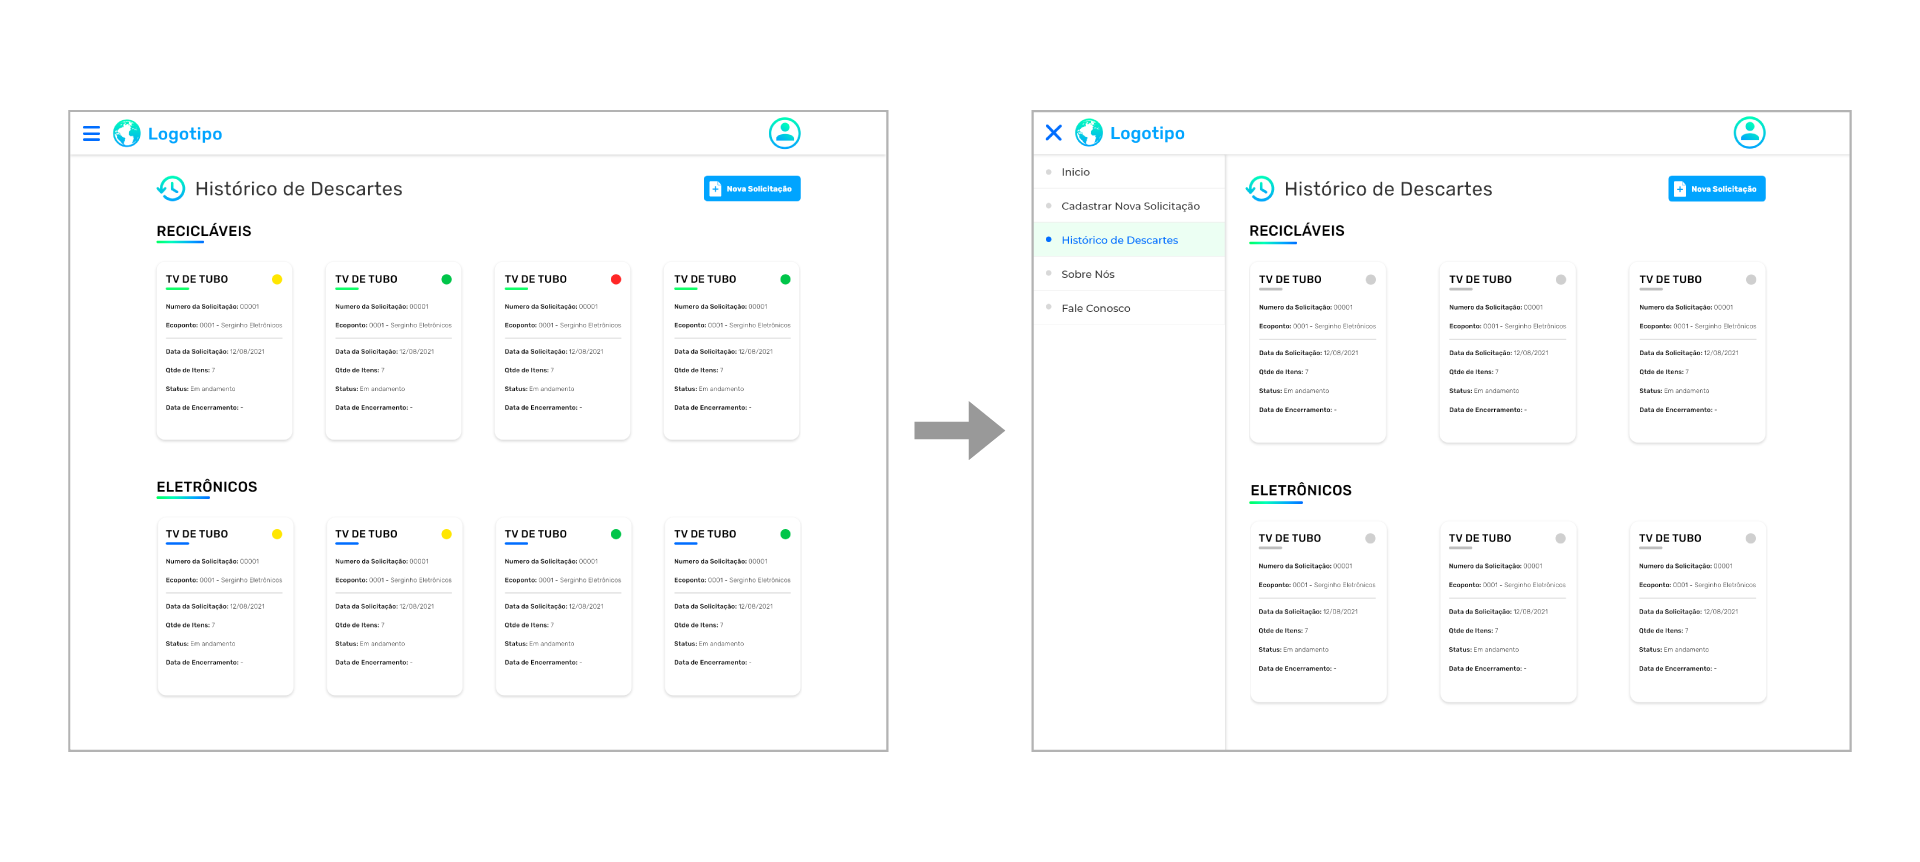 Logotipo
Histórico de Descartes
Nova Solicitação
RECICLÁVEIS
TV DE TUBO
Numero da Solicitação: 00001
Ecoponto: 0001 - Serginho Eletrônicos
Data da Solicitação: 12/08/2021
Qtde de Itens: 7
Status: Em andamento
Data de Encerramento: -
TV DE TUBO
Numero da Solicitação: 00001
Ecoponto: 0001 - Serginho Eletrônicos
Data da Solicitação: 12/08/2021
Qtde de Itens: 7
Status: Em andamento
Data de Encerramento: -
TV DE TUBO
Numero da Solicitação: 00001
Ecoponto: 0001 - Serginho Eletrônicos
Data da Solicitação: 12/08/2021
Qtde de Itens: 7
Status: Em andamento
Data de Encerramento: -
TV DE TUBO
Numero da Solicitação: 00001
Ecoponto: 0001 - Serginho Eletrônicos
Data da Solicitação: 12/08/2021
Qtde de Itens: 7
Status: Em andamento
Data de Encerramento: -
ELETRÔNICOS
TV DE TUBO
Numero da Solicitação: 00001
Ecoponto: 0001 - Serginho Eletrônicos
Data da Solicitação: 12/08/2021
Qtde de Itens: 7
Status: Em andamento
Data de Encerramento: -
TV DE TUBO
Numero da Solicitação: 00001
Ecoponto: 0001 - Serginho Eletrônicos
Data da Solicitação: 12/08/2021
Qtde de Itens: 7
Status: Em andamento
Data de Encerramento: -
TV DE TUBO
Numero da Solicitação: 00001
Ecoponto: 0001 - Serginho Eletrônicos
Data da Solicitação: 12/08/2021
Qtde de Itens: 7
Status: Em andamento
Data de Encerramento: -
TV DE TUBO
Numero da Solicitação: 00001
Ecoponto: 0001 - Serginho Eletrônicos
Data da Solicitação: 12/08/2021
Qtde de Itens: 7
Status: Em andamento
Data de Encerramento: -
Logotipo
Inicio
Cadastrar Nova Solicitação
Histórico de Descartes
Sobre Nós
Fale Conosco
Histórico de Descartes
Nova Solicitação
RECICLÁVEIS
TV DE TUBO
Numero da Solicitação: 00001
Ecoponto: 0001 - Serginho Eletrônicos
Data da Solicitação: 12/08/2021
Qtde de Itens: 7
Status: Em andamento
Data de Encerramento: -
TV DE TUBO
Numero da Solicitação: 00001
Ecoponto: 0001 - Serginho Eletrônicos
Data da Solicitação: 12/08/2021
Qtde de Itens: 7
Status: Em andamento
Data de Encerramento: -
TV DE TUBO
Numero da Solicitação: 00001
Ecoponto: 0001 - Serginho Eletrônicos
Data da Solicitação: 12/08/2021
Qtde de Itens: 7
Status: Em andamento
Data de Encerramento: -
ELETRÔNICOS
TV DE TUBO
Numero da Solicitação: 00001
Ecoponto: 0001 - Serginho Eletrônicos
Data da Solicitação: 12/08/2021
Qtde de Itens: 7
Status: Em andamento
Data de Encerramento: -
TV DE TUBO
Numero da Solicitação: 00001
Ecoponto: 0001 - Serginho Eletrônicos
Data da Solicitação: 12/08/2021
Qtde de Itens: 7
Status: Em andamento
Data de Encerramento: -
TV DE TUBO
Numero da Solicitação: 00001
Ecoponto: 0001 - Serginho Eletrônicos
Data da Solicitação: 12/08/2021
Qtde de Itens: 7
Status: Em andamento
Data de Encerramento: -